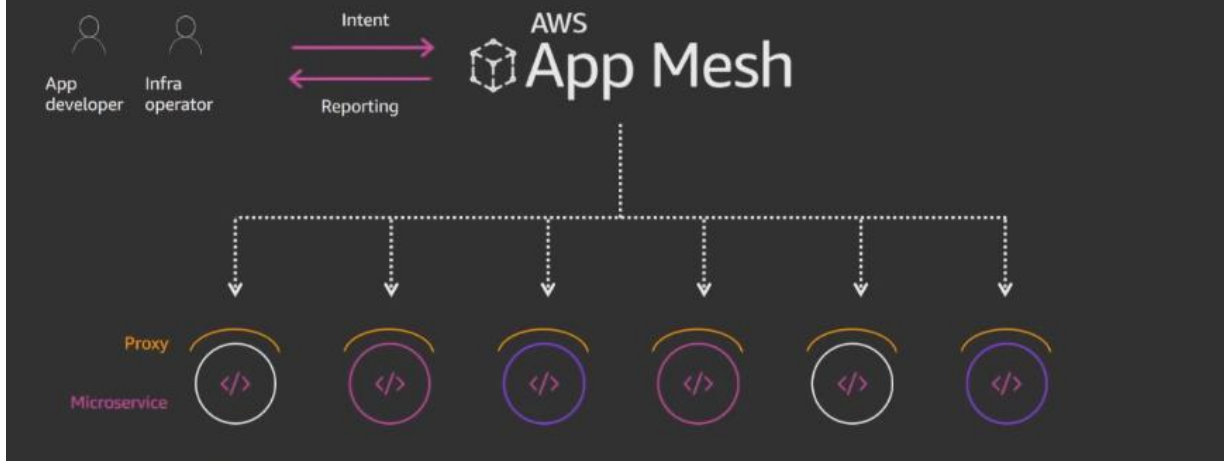 Intent
AWS
App Mesh
App developer
Infra operator
Reporting
Proxy
</>
</>
</>
</>
</>
</>
Microservice